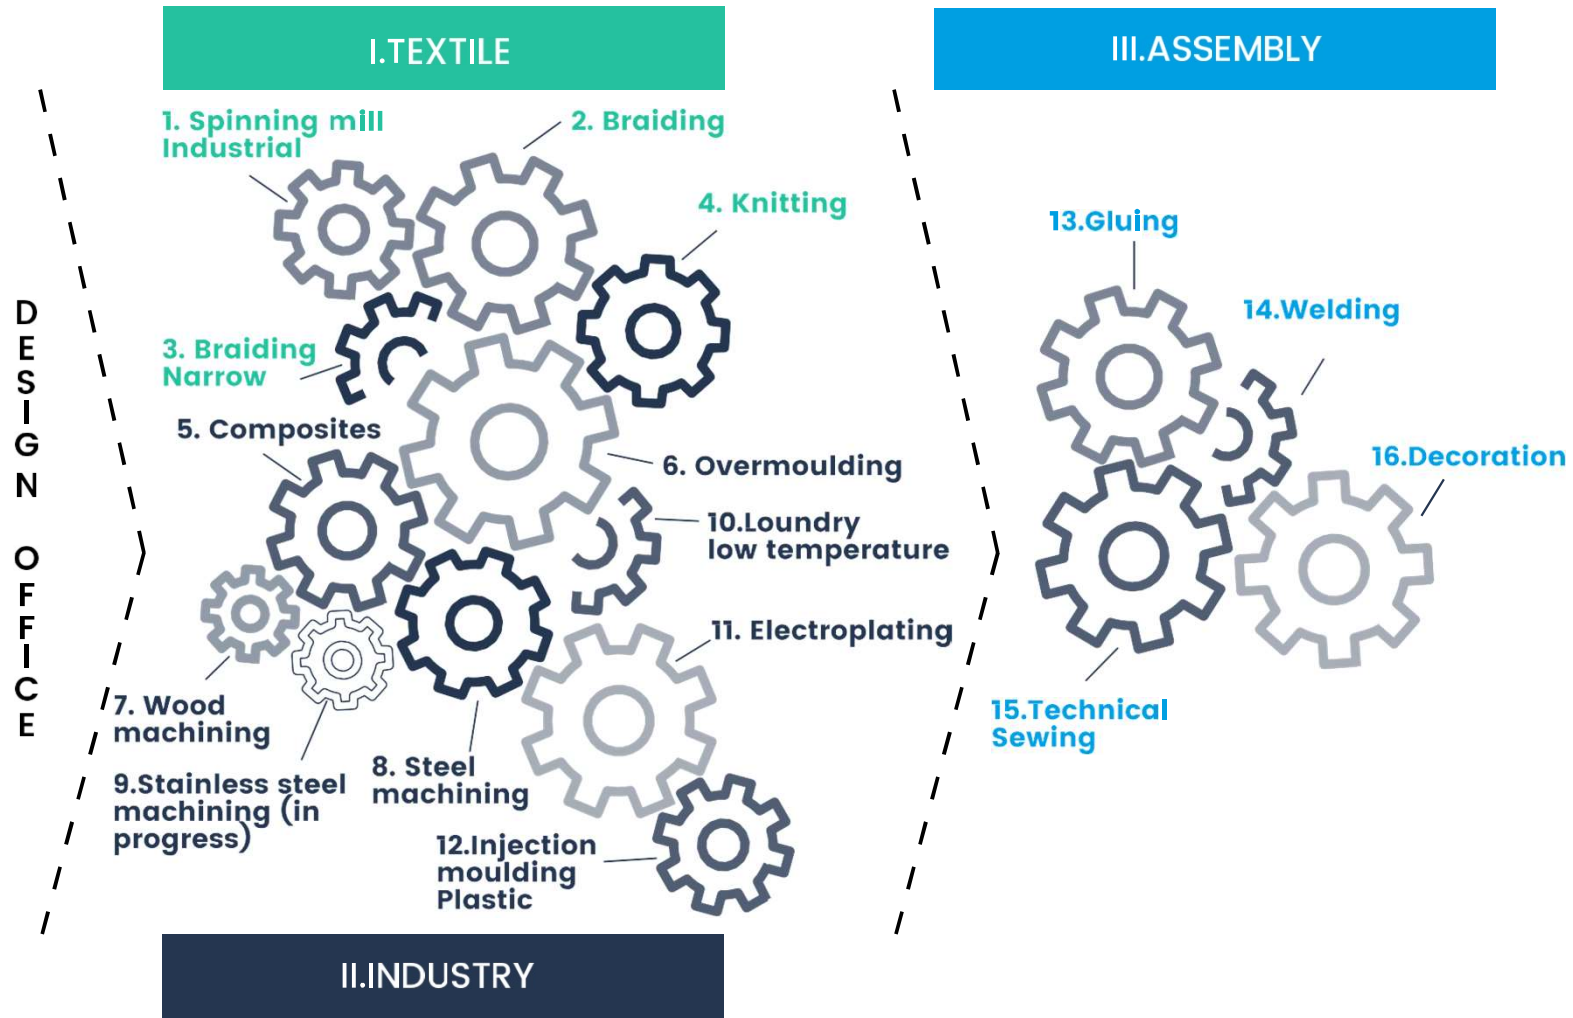 I.TEXTILE
III.ASSEMBLY
DESIGN OFFICE
1. Spinning mill
Industrial
2. Braiding
4. Knitting
3. Braiding
Narrow
5. Composites
6. Overmoulding
10.Loundry
low temperature
11. Electroplating
7. Wood
machining
9.Stainless steel
machining (in
progress)
8. Steel
machining
12.Injection
moulding
Plastic
13.Gluing
14.Welding
16.Decoration
15.Technical
Sewing
II.INDUSTRY